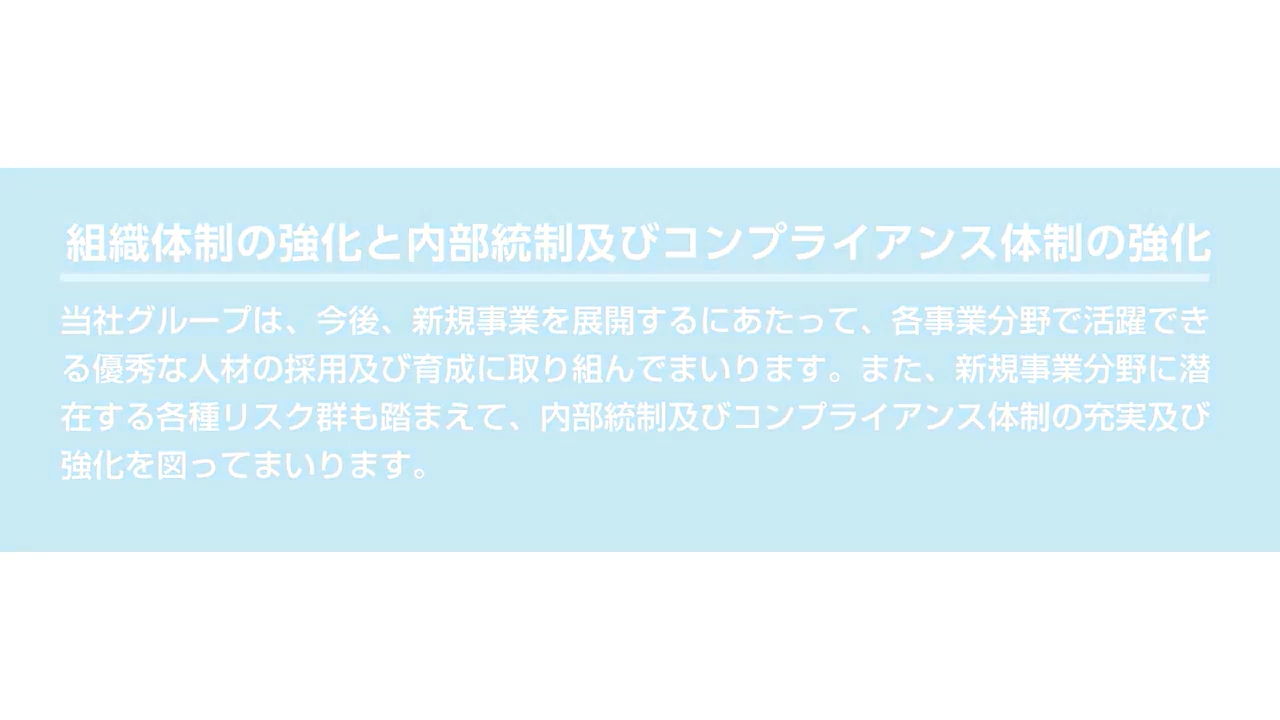 組織体制の強化と内部統制及びコンプライアンス体制の強化
当社グループは、今後、新規事業を展開するにあたって、各事業分野で活躍でき
る優秀な人材の採用及び育成に取り組んでまいります。また、新規事業分野に潜
在する各種リスク群も踏まえて、内部統制及びコンプライアンス体制の充実及び
強化を図ってまいります。